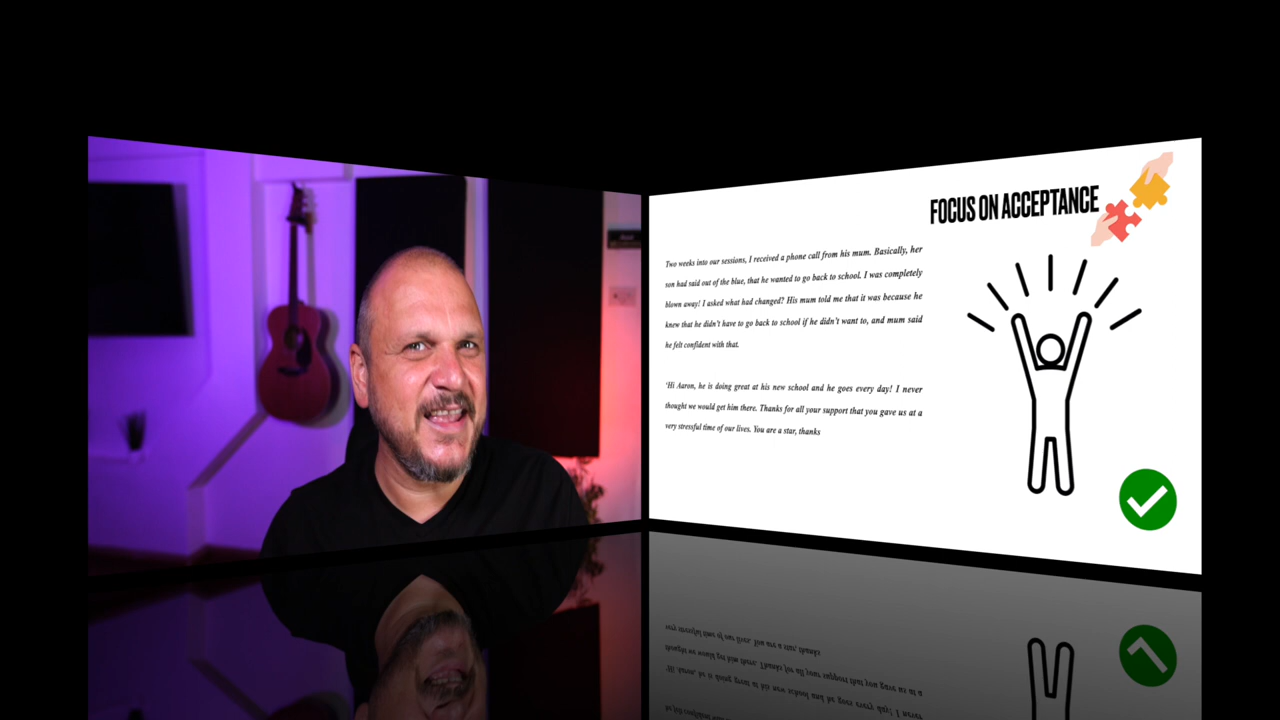 FOCUS ON ACCEPTANCE
Two weeks into our sessions, I received a phone call from his mum. Basically, her
son had said out of the blue, that he wanted to go back to school. I was completely
blown away! I asked what had changed? His mum told me that it was because he
knew that he didn't have to go back to school if he didn't want to, and mum said
he felt confident with that.
'Hi Aaron, he is doing great at his new school and he goes every day! I never
thought we would get him there. Thanks for all your support that you gave us at a
very stressful time of our lives. You are a star, thanks